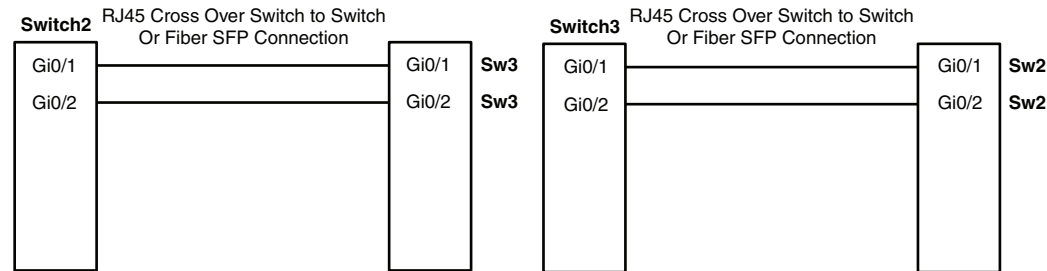 Switch2
RJ45 Cross Over Switch to Switch
Or Fiber SFP Connection
Gi0/1 Gi0/1 Sw3
Gi0/2 Gi0/2 Sw3
Switch3
RJ45 Cross Over Switch to Switch
Or Fiber SFP Connection
Gi0/1 Gi0/1 Sw2
Gi0/2 Gi0/2 Sw2